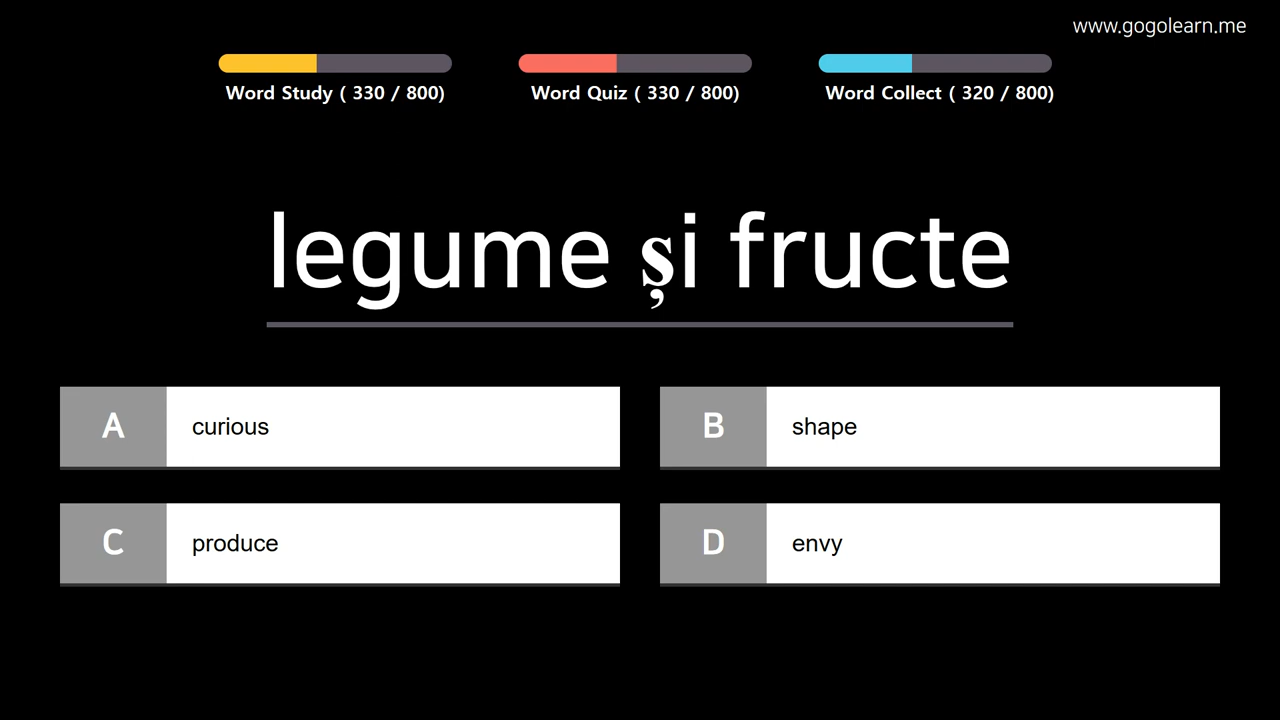 www.gogolearn.me
Word Study ( 330 / 800) Word Quiz ( 330 / 800) Word Collect ( 320 / 800)
legume și fructe
A curious
B shape
C produce
D envy